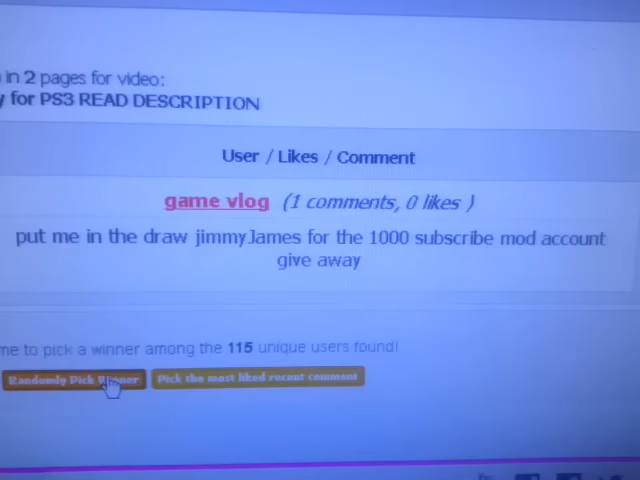 in 2 pages for video:
for PS3 READ DESCRIPTION
User / Likes / Comment
game vlog (1 comments, 0 likes )
put me in the draw jimmyJames for the 1000 subscribe mod account
give away
me to pick a winner among the 115 unique users found!
Randomly Pick Winner Pick the most liked recent comment